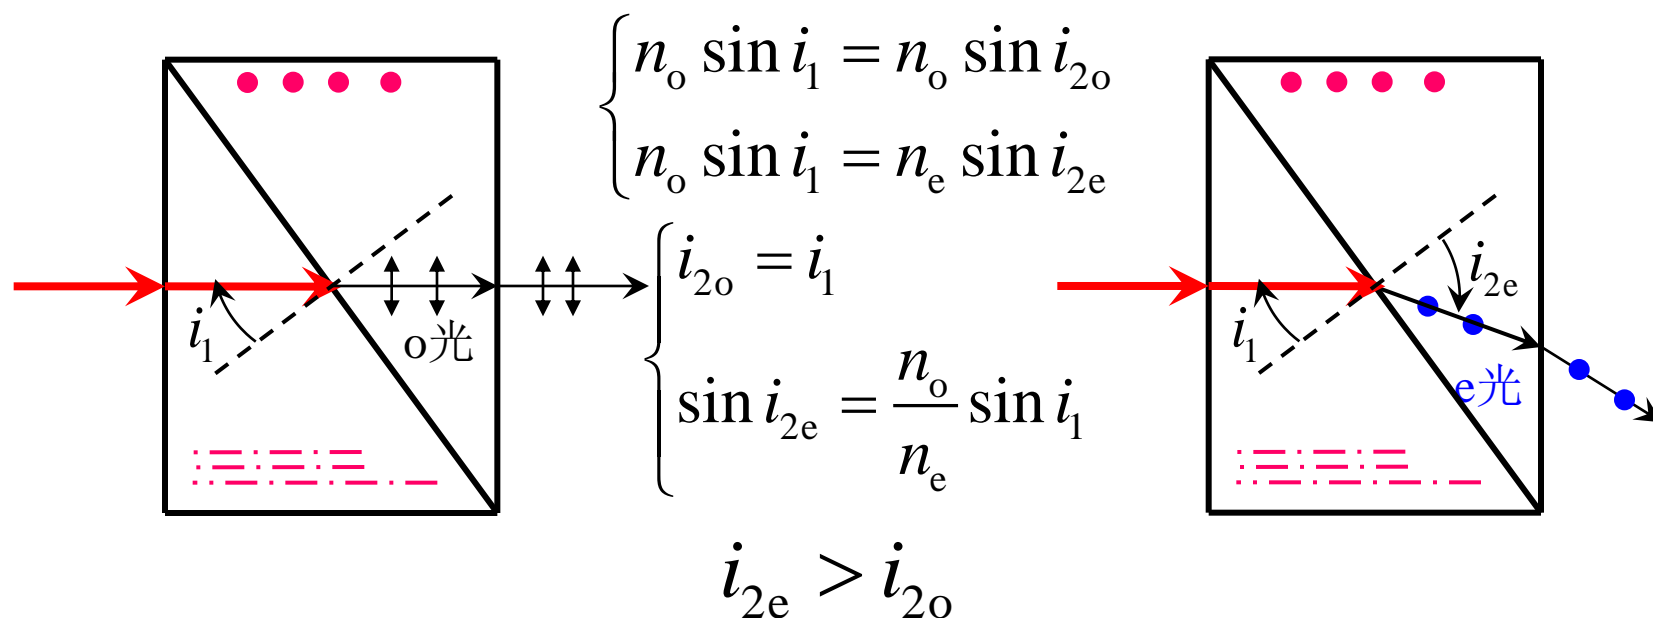 n_o sin i_1 = n_o sin i_2o
n_o sin i_1 = n_e sin i_2e
i_1
o光
i_2o = i_1
sin i_2e = n_o/n_e sin i_1
i_2e > i_2o
i_1
i_2e
e光